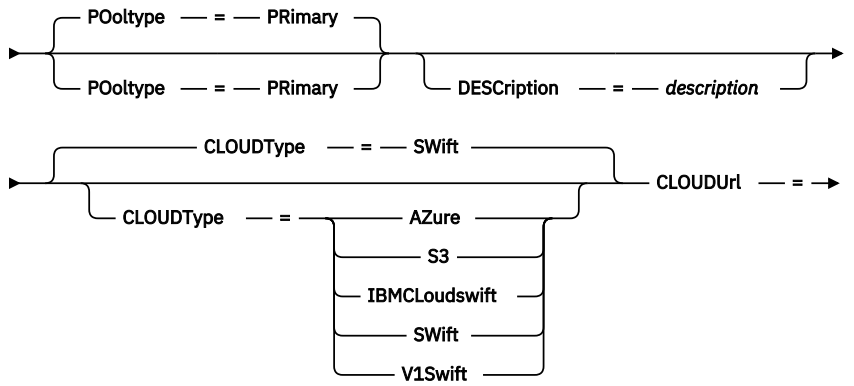 POoltype = PRimary
POoltype = PRimary
DESCription = description
CLOUDType = SWift
CLOUDUrl =
CLOUDType = AZure
S3
IBMCLoudswift
SWift
V1Swift